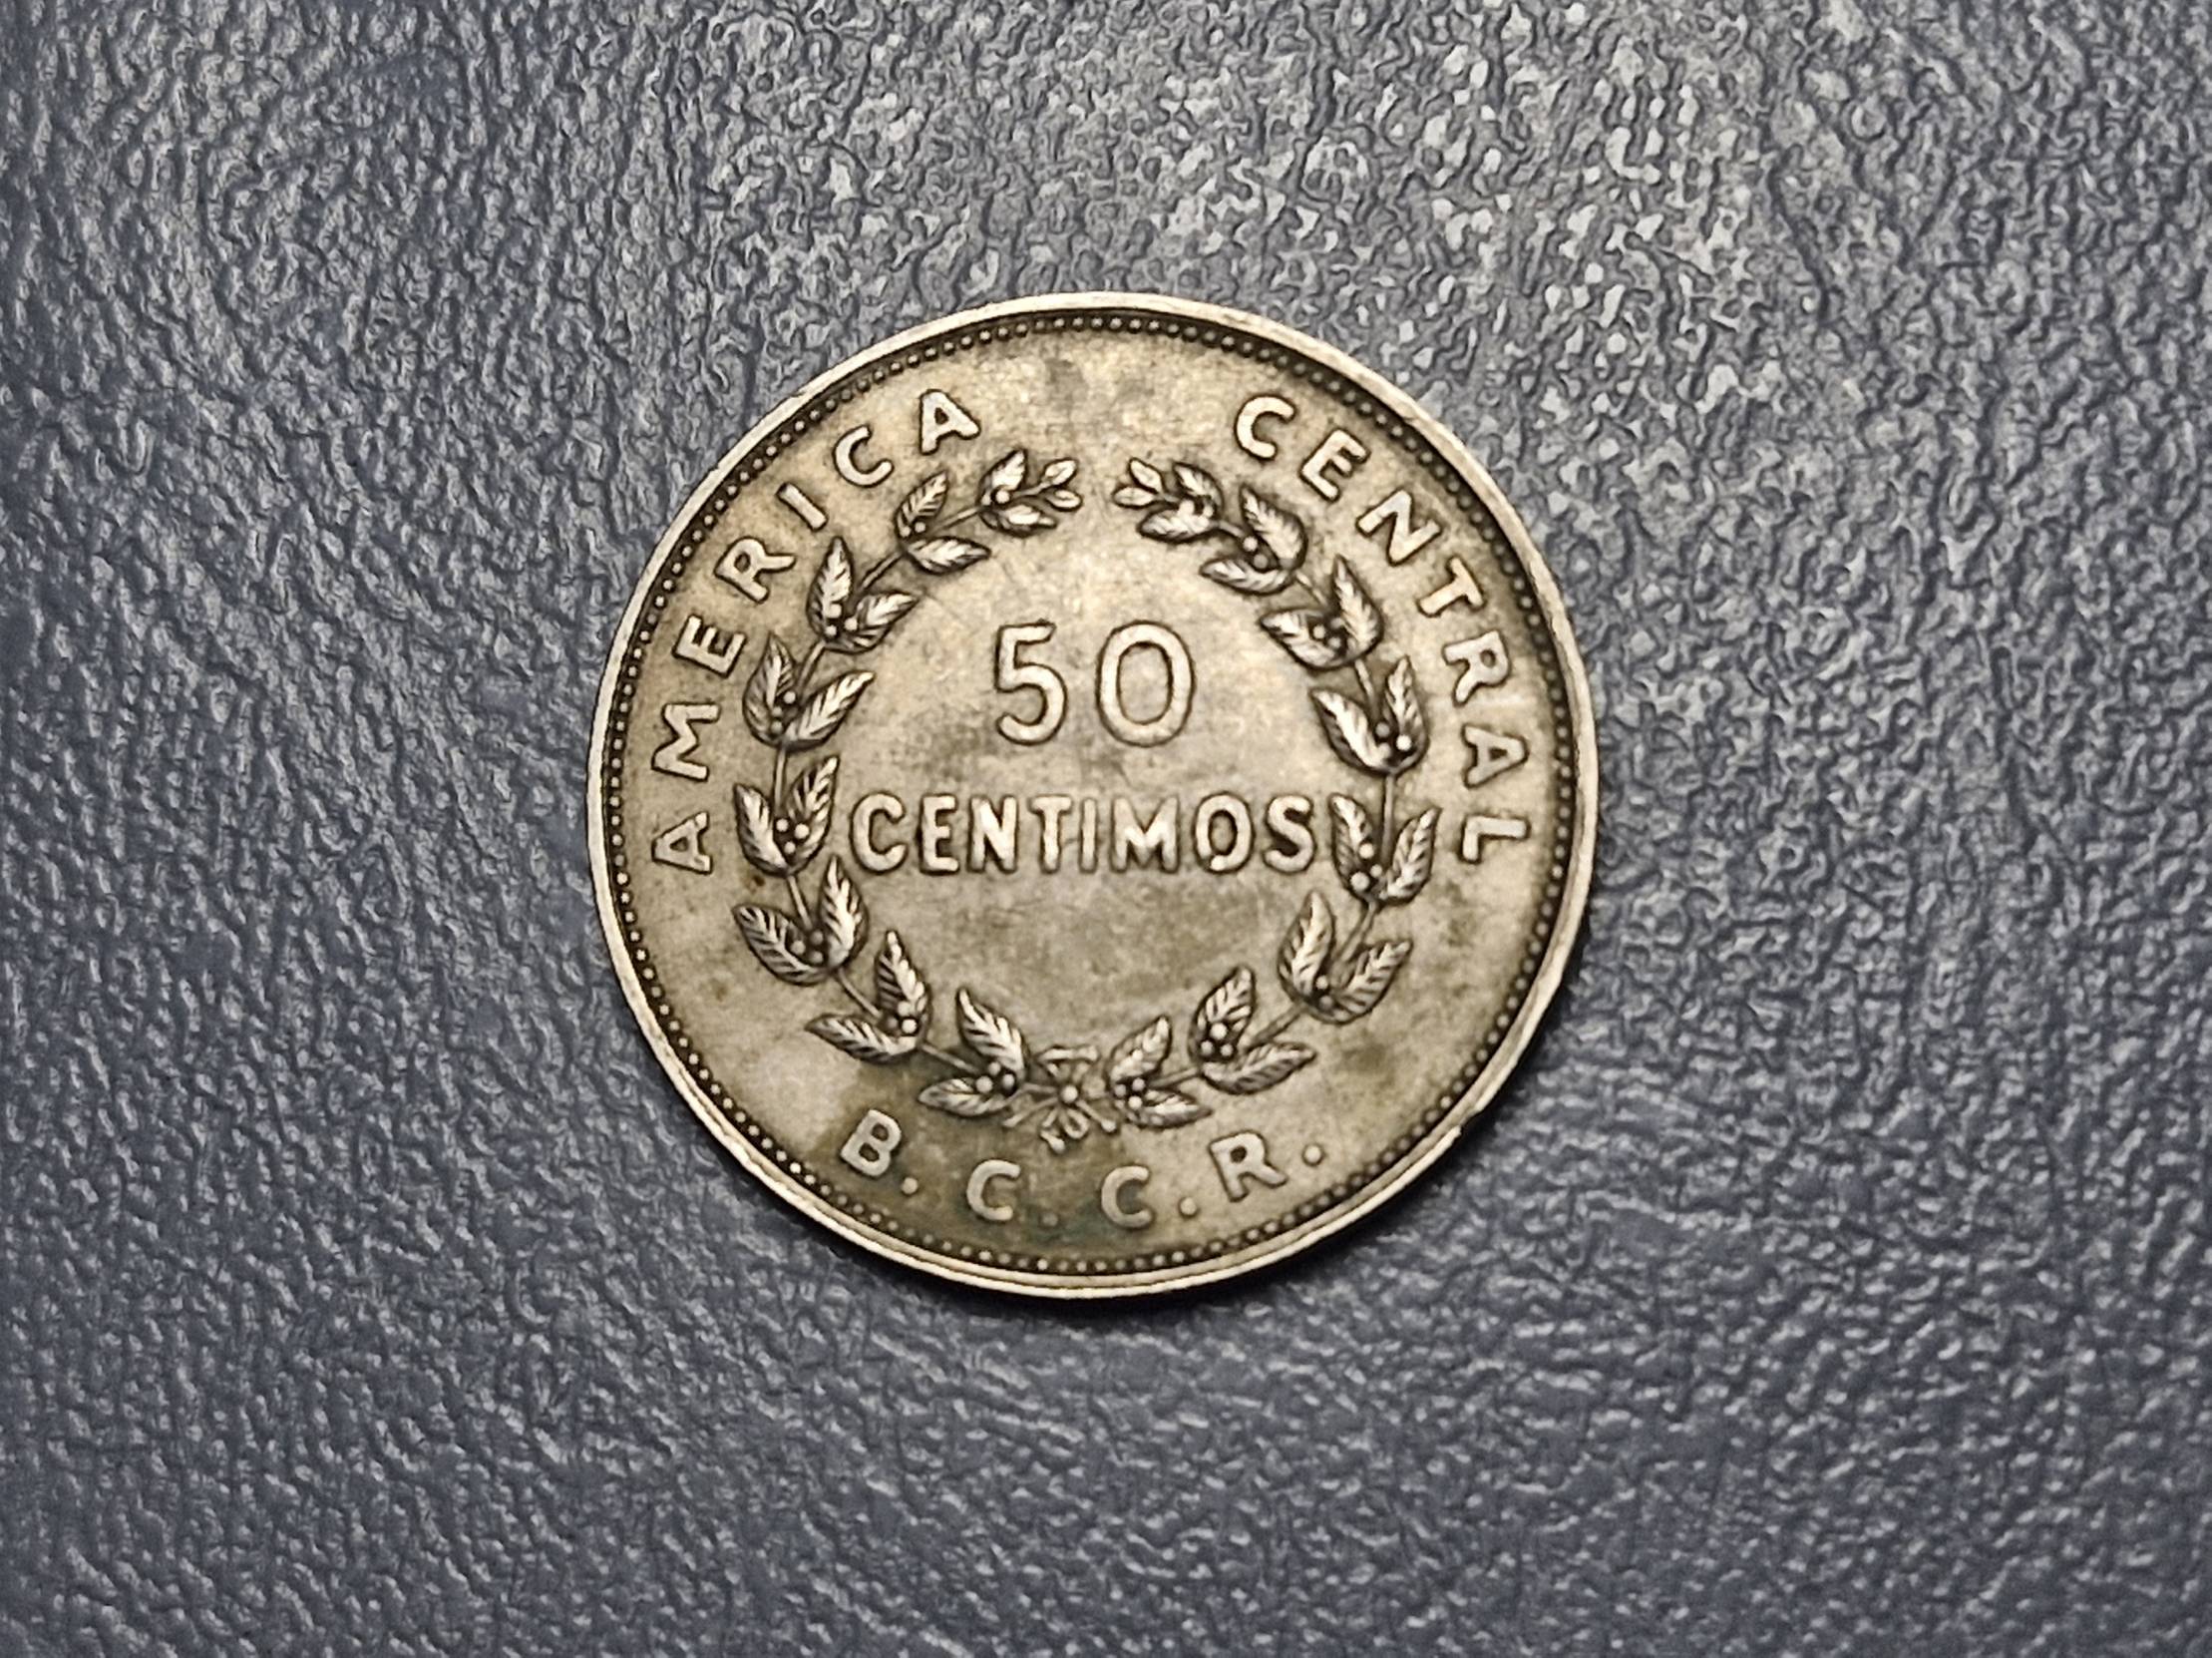 AMERICA CENTRAL
50
CENTIMOS
B. C. C. R.